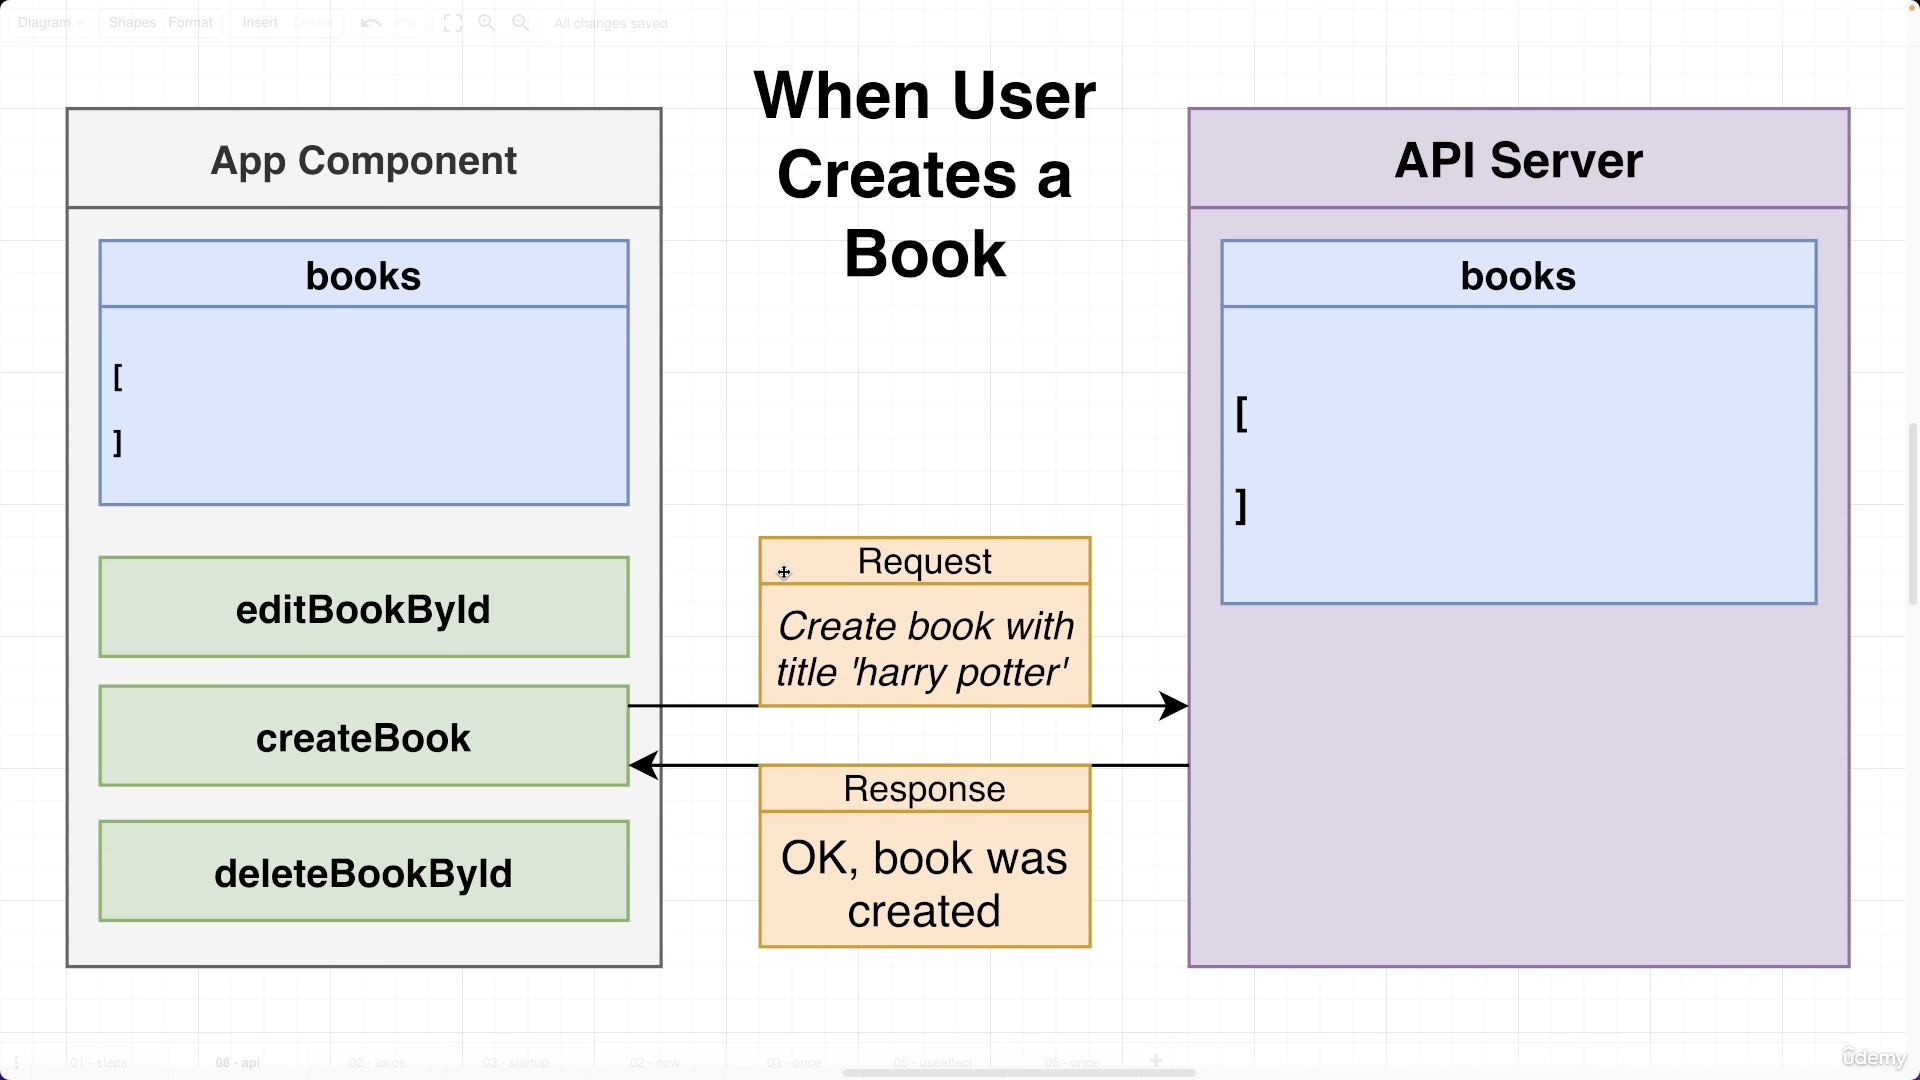 Diagram
Shapes
Format
Insert
Delete
All changes saved
When User
Creates a
Book
App Component
books
[
]
editBookById
createBook
deleteBookById
Request
Create book with
title 'harry potter'
Response
OK, book was
created
API Server
books
[
]
01 - steps
08 - api
02 - axios
03 - startup
02 - now
03 - once
05 - useeffect
05 - once
ûdemy